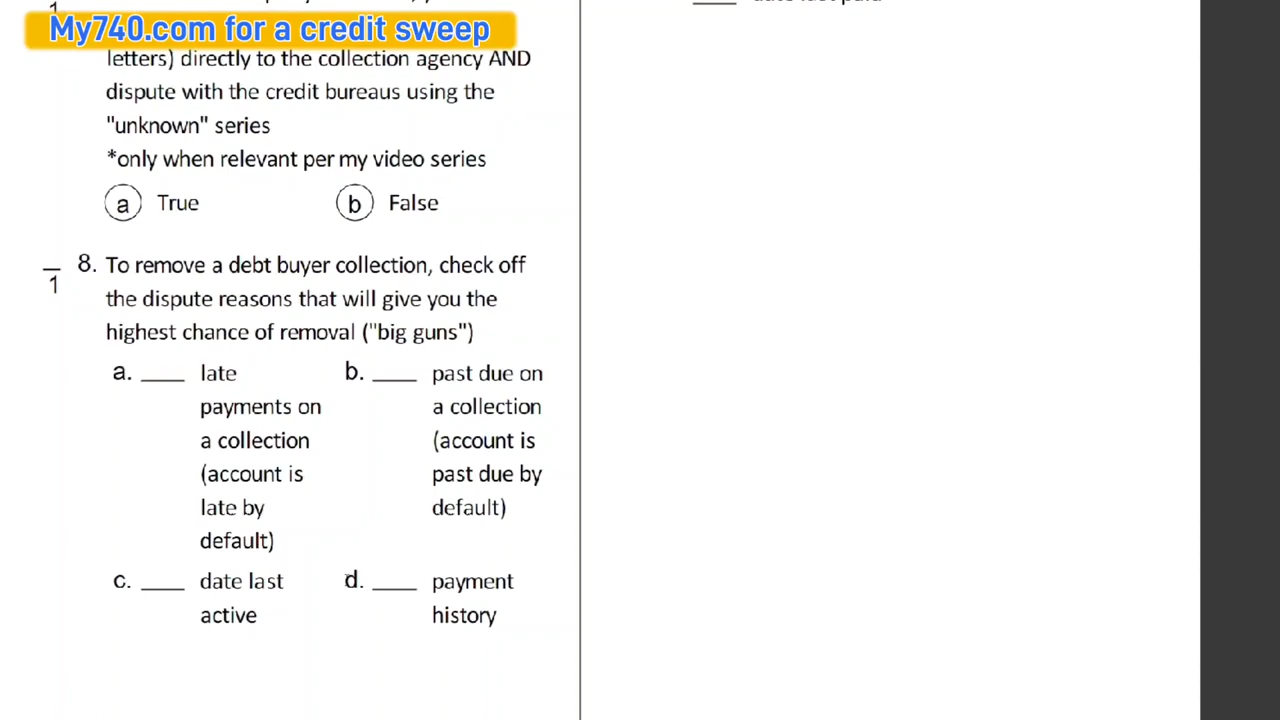 1
My740.com for a credit sweep
letters) directly to the collection agency AND
dispute with the credit bureaus using the
"unknown" series
*only when relevant per my video series
a True b False
1 8. To remove a debt buyer collection, check off
the dispute reasons that will give you the
highest chance of removal ("big guns")
a. ____ late
payments on
a collection
(account is
late by
default)
b. ____ past due on
a collection
(account is
past due by
default)
c. ____ date last
active
d. ____ payment
history